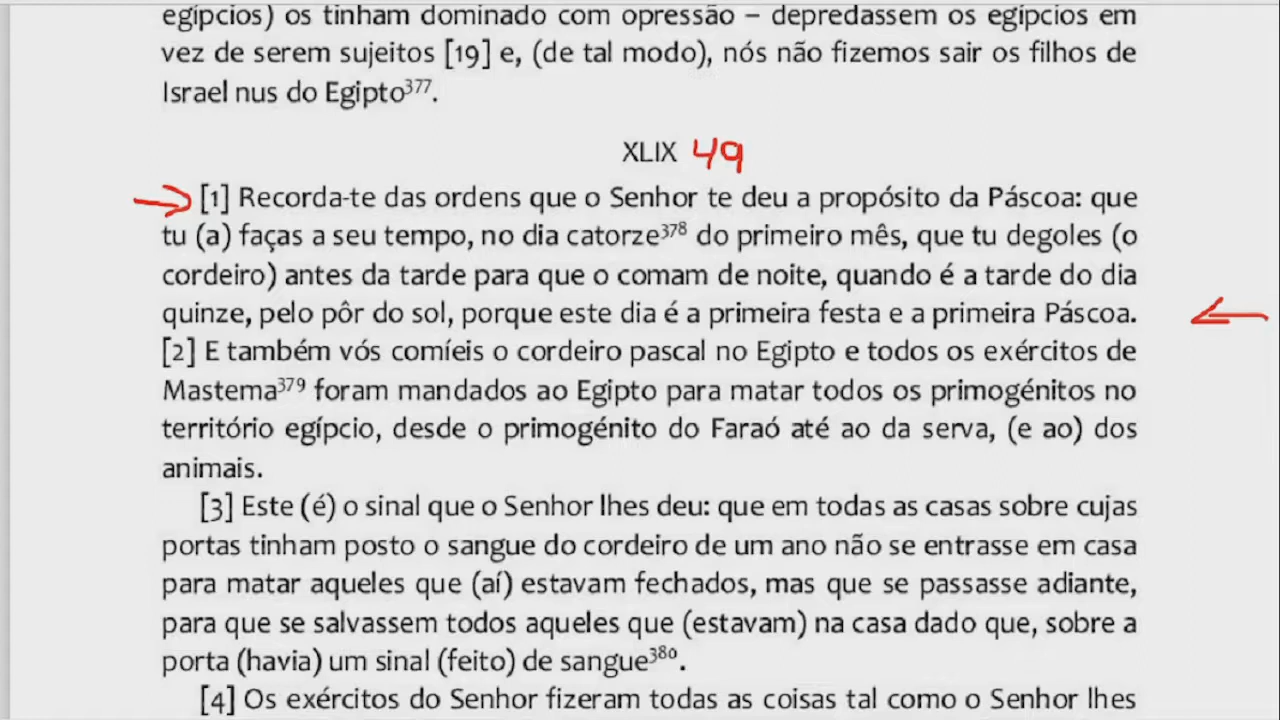 egípcios) os tinham dominado com opressão – depredassem os egípcios em
vez de serem sujeitos [19] e, (de tal modo), nós não fizemos sair os filhos de
Israel nus do Egipto³⁷⁷.
XLIX 49
[1] Recorda-te das ordens que o Senhor te deu a propósito da Páscoa: que
tu (a) faças a seu tempo, no dia catorze³⁷⁸ do primeiro mês, que tu degoles (o
cordeiro) antes da tarde para que o comam de noite, quando é a tarde do dia
quinze, pelo pôr do sol, porque este dia é a primeira festa e a primeira Páscoa.
[2] E também vós comíeis o cordeiro pascal no Egipto e todos os exércitos de
Mastema³⁷⁹ foram mandados ao Egipto para matar todos os primogénitos no
território egípcio, desde o primogénito do Faraó até ao da serva, (e ao) dos
animais.
[3] Este (é) o sinal que o Senhor lhes deu: que em todas as casas sobre cujas
portas tinham posto o sangue do cordeiro de um ano não se entrasse em casa
para matar aqueles que (aí) estavam fechados, mas que se passasse adiante,
para que se salvassem todos aqueles que (estavam) na casa dado que, sobre a
porta (havia) um sinal (feito) de sangue³⁸⁰.
[4] Os exércitos do Senhor fizeram todas as coisas tal como o Senhor lhes